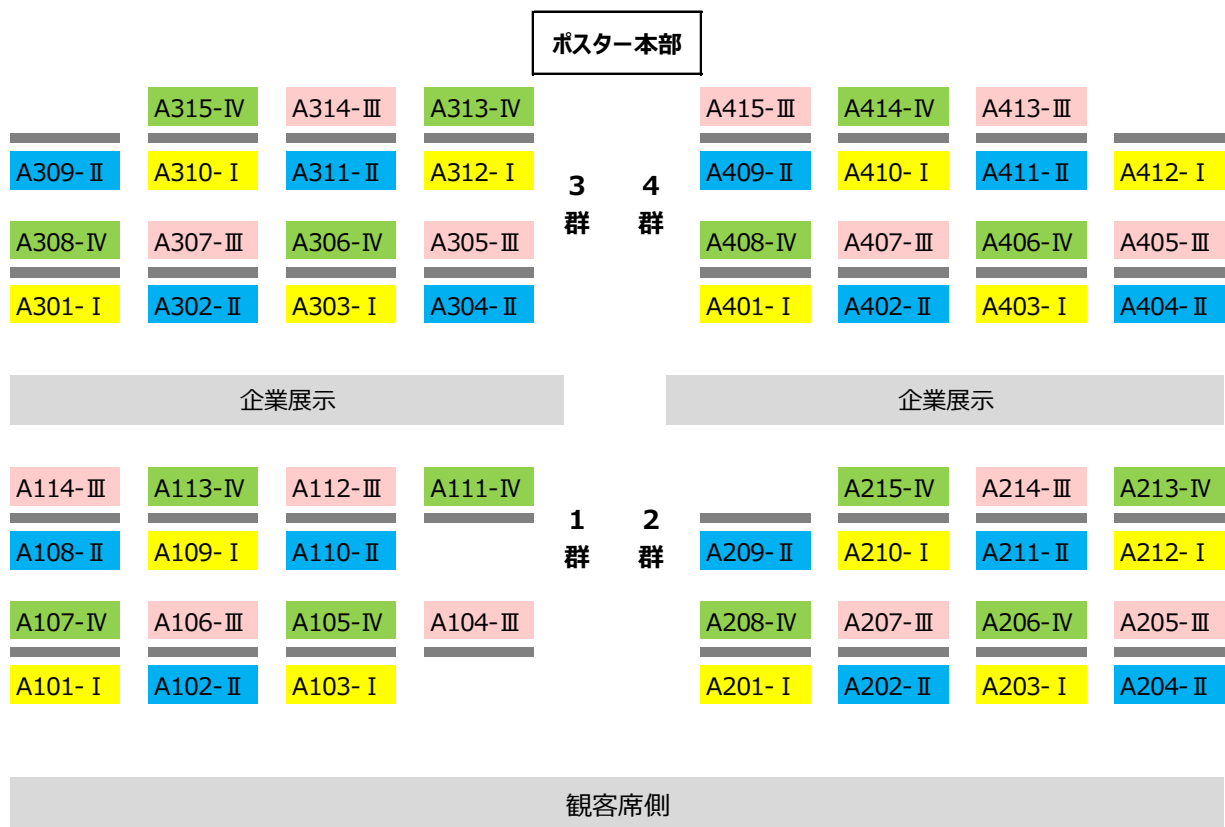 ポスター本部
A315-Ⅳ A314-Ⅲ A313-Ⅳ A415-Ⅲ A414-Ⅳ A413-Ⅲ
A309-Ⅱ A310-Ⅰ A311-Ⅱ A312-Ⅰ A409-Ⅱ A410-Ⅰ A411-Ⅱ A412-Ⅰ
3群 4群
A308-Ⅳ A307-Ⅲ A306-Ⅳ A305-Ⅲ A408-Ⅳ A407-Ⅲ A406-Ⅳ A405-Ⅲ
A301-Ⅰ A302-Ⅱ A303-Ⅰ A304-Ⅱ A401-Ⅰ A402-Ⅱ A403-Ⅰ A404-Ⅱ
企業展示 企業展示
A114-Ⅲ A113-Ⅳ A112-Ⅲ A111-Ⅳ A215-Ⅳ A214-Ⅲ A213-Ⅳ
A108-Ⅱ A109-Ⅰ A110-Ⅱ A209-Ⅱ A210-Ⅰ A211-Ⅱ A212-Ⅰ
1群 2群
A107-Ⅳ A106-Ⅲ A105-Ⅳ A104-Ⅲ A208-Ⅳ A207-Ⅲ A206-Ⅳ A205-Ⅲ
A101-Ⅰ A102-Ⅱ A103-Ⅰ A201-Ⅰ A202-Ⅱ A203-Ⅰ A204-Ⅱ
観客席側